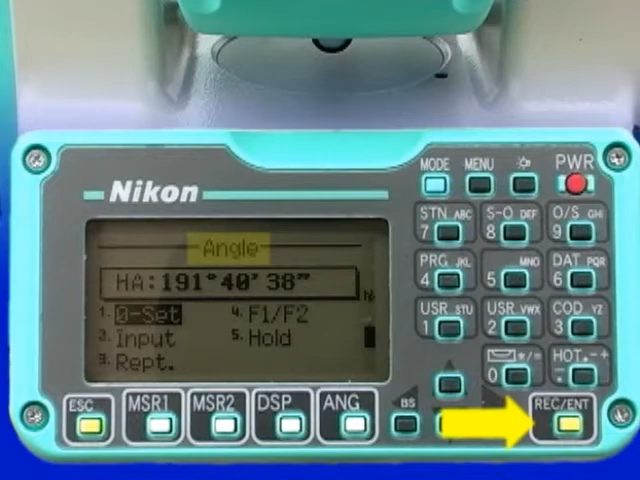 Nikon
MODE MENU PWR
STN ABC S-O DEF O/S GHI
7 8 9
PRG JKL MNO DAT PQR
4 5 6
USR STU USR VWX COD YZ
1 2 3
*/= HOT .-+
0 -.
Angle
HA:191°40'38"
1.0-Set 4.F1/F2
2.Input 5.Hold
3.Rept.
ESC MSR1 MSR2 DSP ANG BS REC/ENT